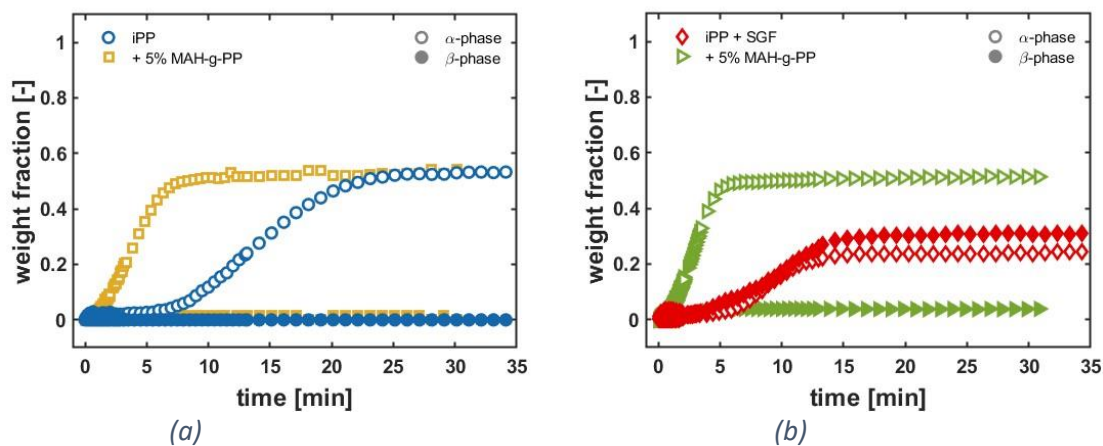 iPP
+ 5% MAH-g-PP
α-phase
β-phase
weight fraction [-]
1
0.8
0.6
0.4
0.2
0
0 5 10 15 20 25 30 35
time [min]
(a)
iPP + SGF
+ 5% MAH-g-PP
α-phase
β-phase
weight fraction [-]
1
0.8
0.6
0.4
0.2
0
0 5 10 15 20 25 30 35
time [min]
(b)